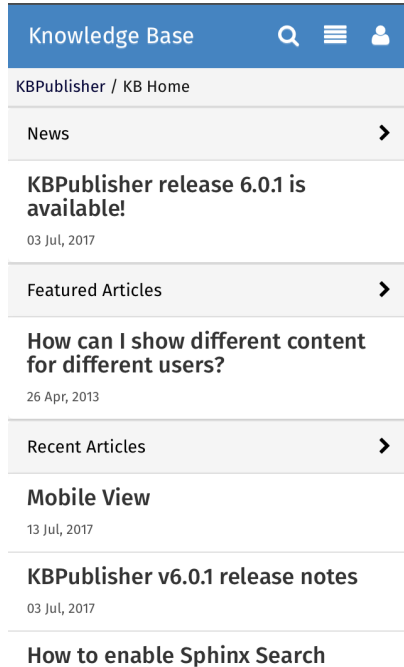 Knowledge Base
KBPublisher / KB Home
News
KBPublisher release 6.0.1 is
available!
03 Jul, 2017
Featured Articles
How can I show different content
for different users?
26 Apr, 2013
Recent Articles
Mobile View
13 Jul, 2017
KBPublisher v6.0.1 release notes
03 Jul, 2017
How to enable Sphinx Search